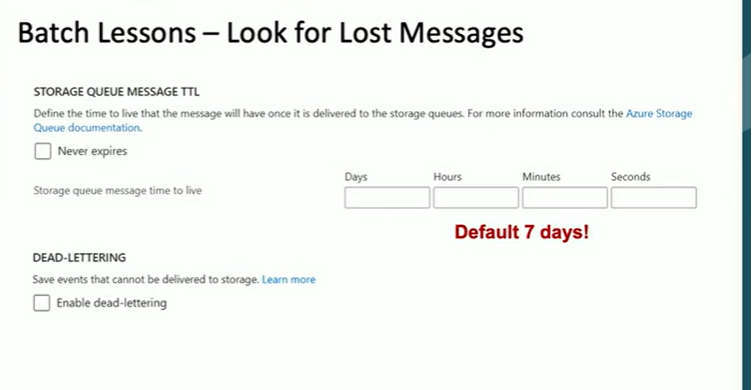 Batch Lessons – Look for Lost Messages
STORAGE QUEUE MESSAGE TTL
Define the time to live that the message will have once it is delivered to the storage queues. For more information consult the Azure Storage
Queue documentation.
Never expires
Days Hours Minutes Seconds
Storage queue message time to live
Default 7 days!
DEAD-LETTERING
Save events that cannot be delivered to storage. Learn more
Enable dead-lettering